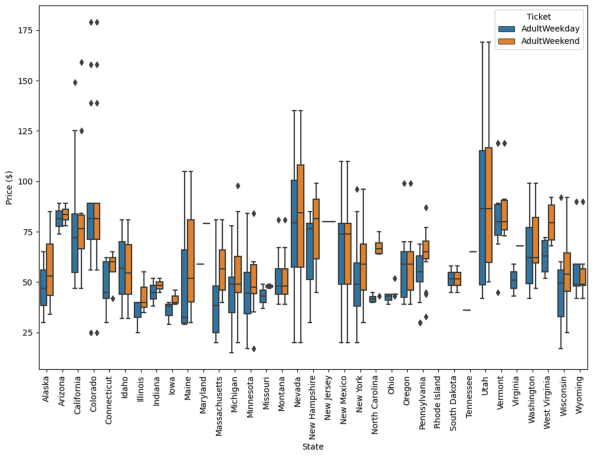 Ticket
AdultWeekday
AdultWeekend
Price ($)
175
150
125
100
75
50
25
Alaska
Arizona
California
Colorado
Connecticut
Idaho
Illinois
Indiana
Iowa
Maine
Maryland
Massachusetts
Michigan
Minnesota
Missouri
Montana
Nevada
New Hampshire
New Jersey
New Mexico
New York
North Carolina
Ohio
Oregon
Pennsylvania
Rhode Island
South Dakota
Tennessee
Utah
Vermont
Virginia
Washington
West Virginia
Wisconsin
Wyoming
State